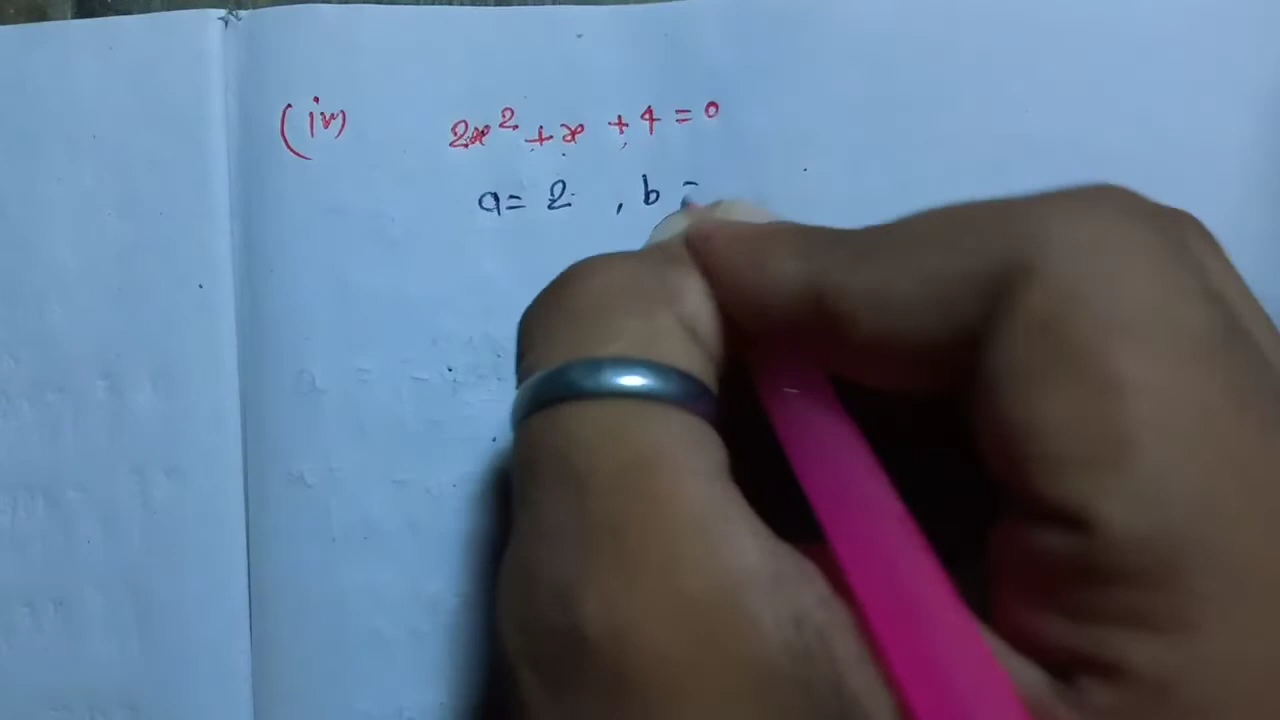 (iv) 2x² + x + 4 = 0
a = 2 , b =